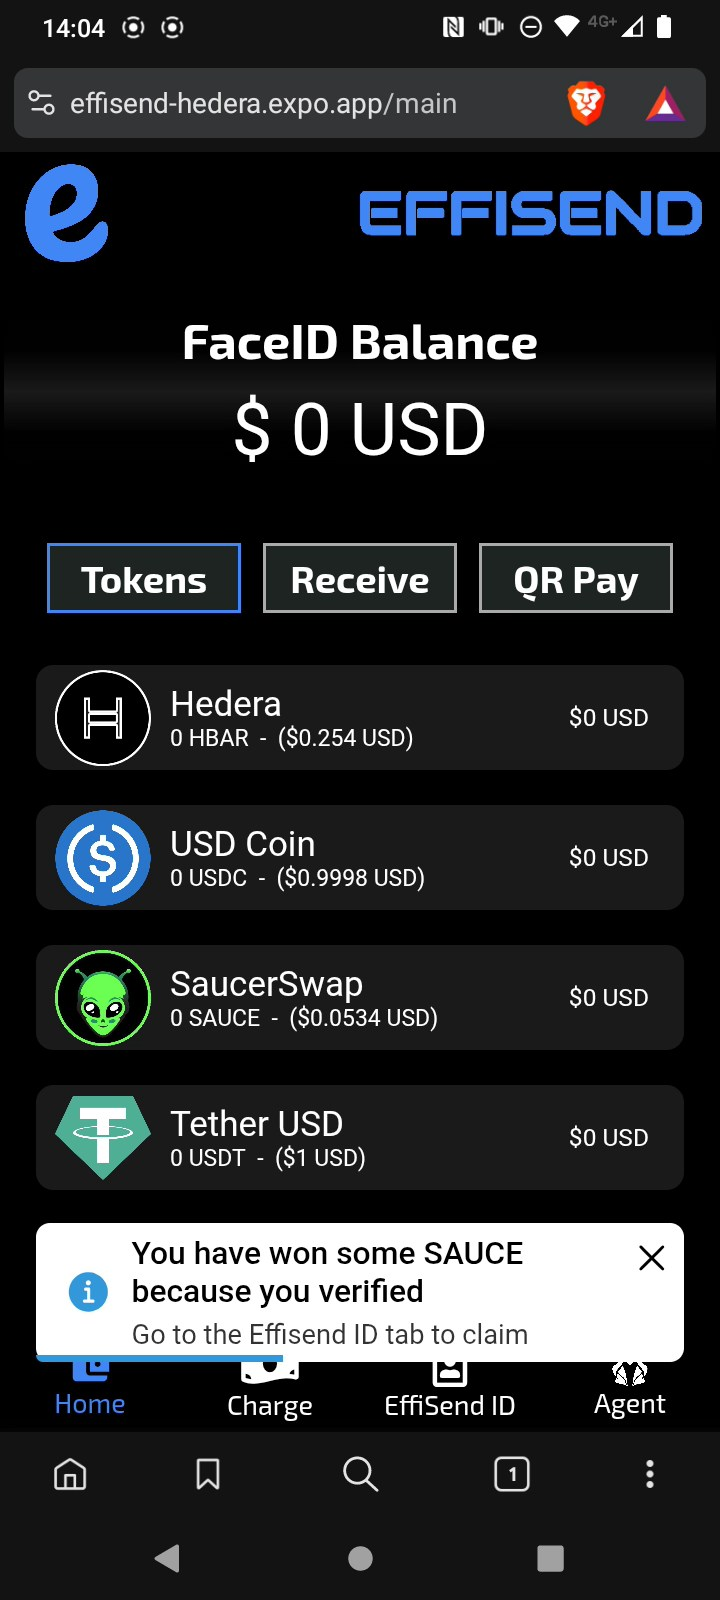 14:04
4G+
effisend-hedera.expo.app/main
e
EFFISEND
FaceID Balance
$ 0 USD
Tokens
Receive
QR Pay
Hedera
0 HBAR - ($0.254 USD)
$0 USD
USD Coin
0 USDC - ($0.9998 USD)
$0 USD
SaucerSwap
0 SAUCE - ($0.0534 USD)
$0 USD
Tether USD
0 USDT - ($1 USD)
$0 USD
You have won some SAUCE
because you verified
Go to the Effisend ID tab to claim
Home
Charge
EffiSend ID
Agent
1